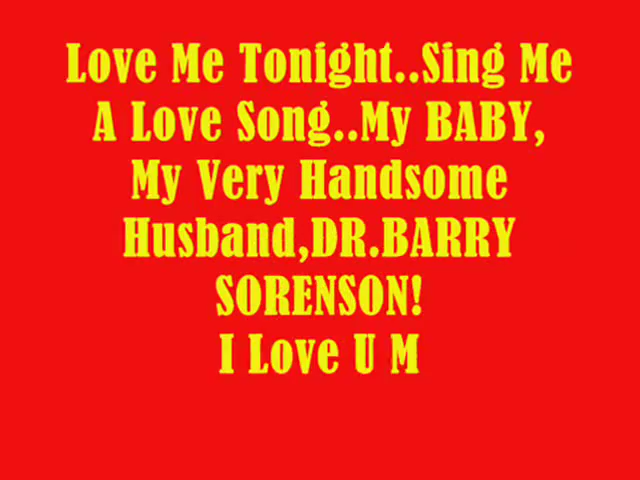 Love Me Tonight..Sing Me
A Love Song..My BABY,
My Very Handsome
Husband,DR.BARRY
SORENSON!
I Love U M